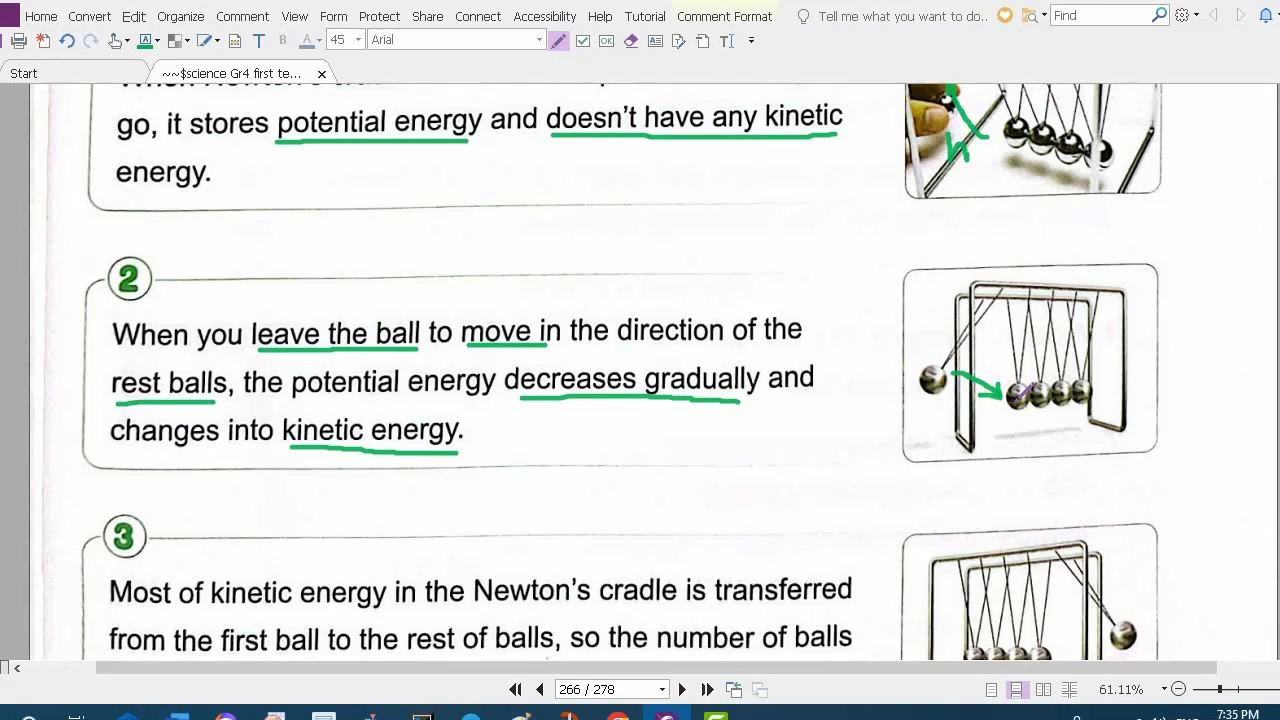 Home Convert Edit Organize Comment View Form Protect Share Connect Accessibility Help Tutorial Comment Format Tell me what you want to do.. Find
45 Arial
Start ~~$science Gr4 first te...
go, it stores potential energy and doesn't have any kinetic
energy.
h
2
When you leave the ball to move in the direction of the
rest balls, the potential energy decreases gradually and
changes into kinetic energy.
3
Most of kinetic energy in the Newton's cradle is transferred
from the first ball to the rest of balls, so the number of balls
266 / 278 61.11%
7:35 PM